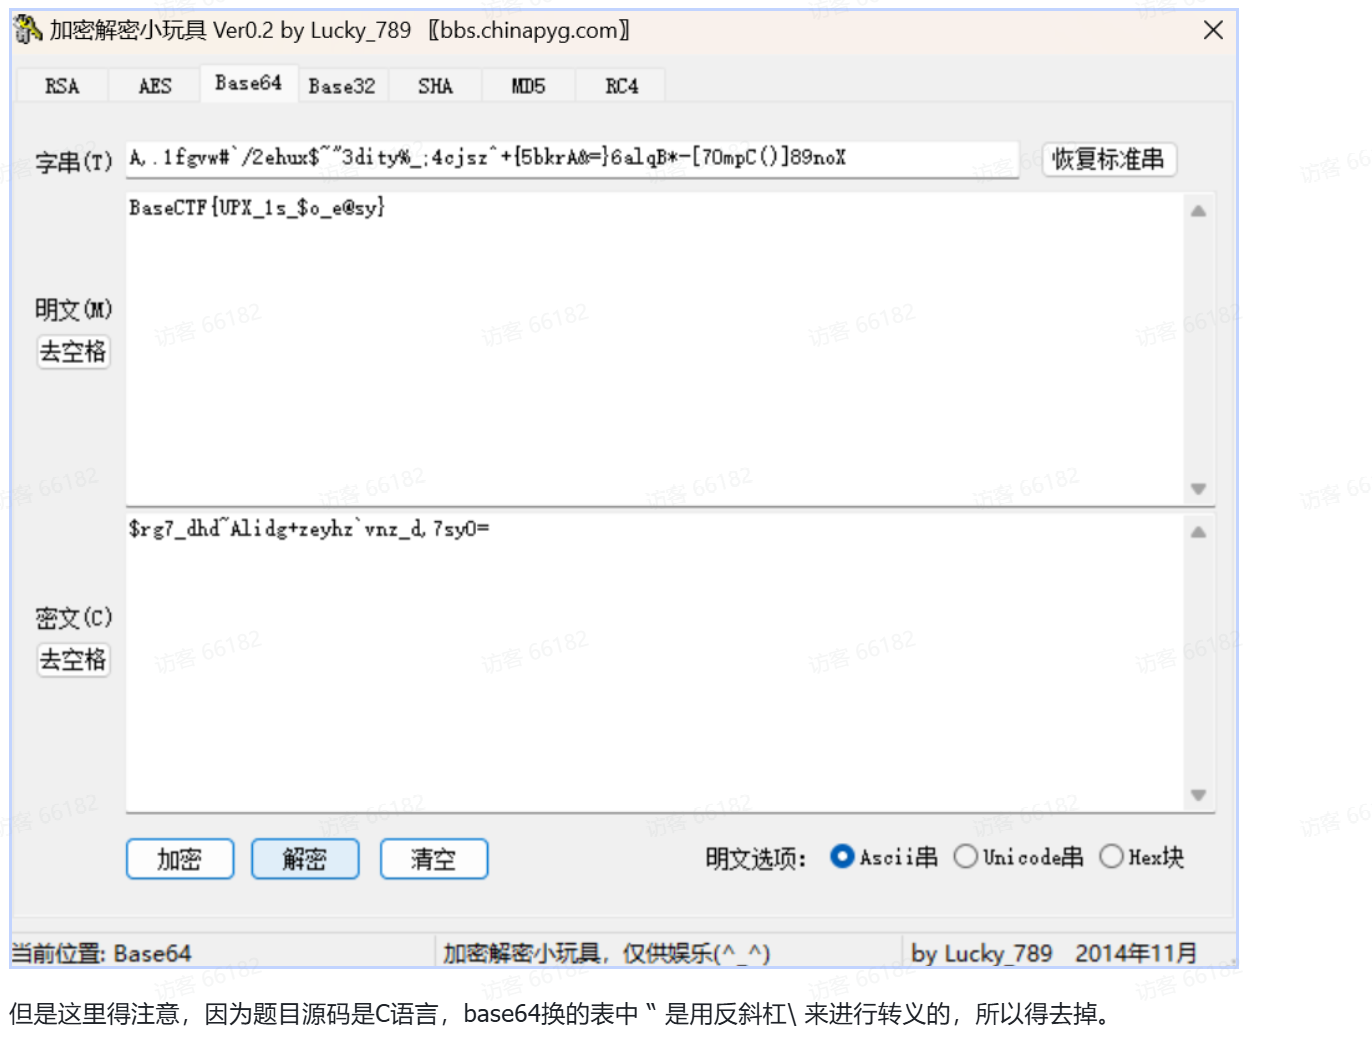 加密解密小玩具 Ver0.2 by Lucky_789 〖bbs.chinapyg.com〗
RSA AES Base64 Base32 SHA MD5 RC4
字串(T) A,.1fgvw#`/2ehux$~"3dity%_;4cjsz^+{5bkrA&=}6alqB*-[70mpC()]89noX 恢复标准串
BaseCTF{UPX_1s_$o_e@sy}
明文(M)
去空格
$rg7_dhd~Alidg+zeyhz`vnz_d,7sy0=
密文(C)
去空格
加密 解密 清空 明文选项: Ascii串 Unicode串 Hex块
当前位置: Base64 加密解密小玩具，仅供娱乐(^_^) by Lucky_789 2014年11月
但是这里得注意，因为题目源码是C语言，base64换的表中 “ 是用反斜杠\ 来进行转义的，所以得去掉。
访客 66182